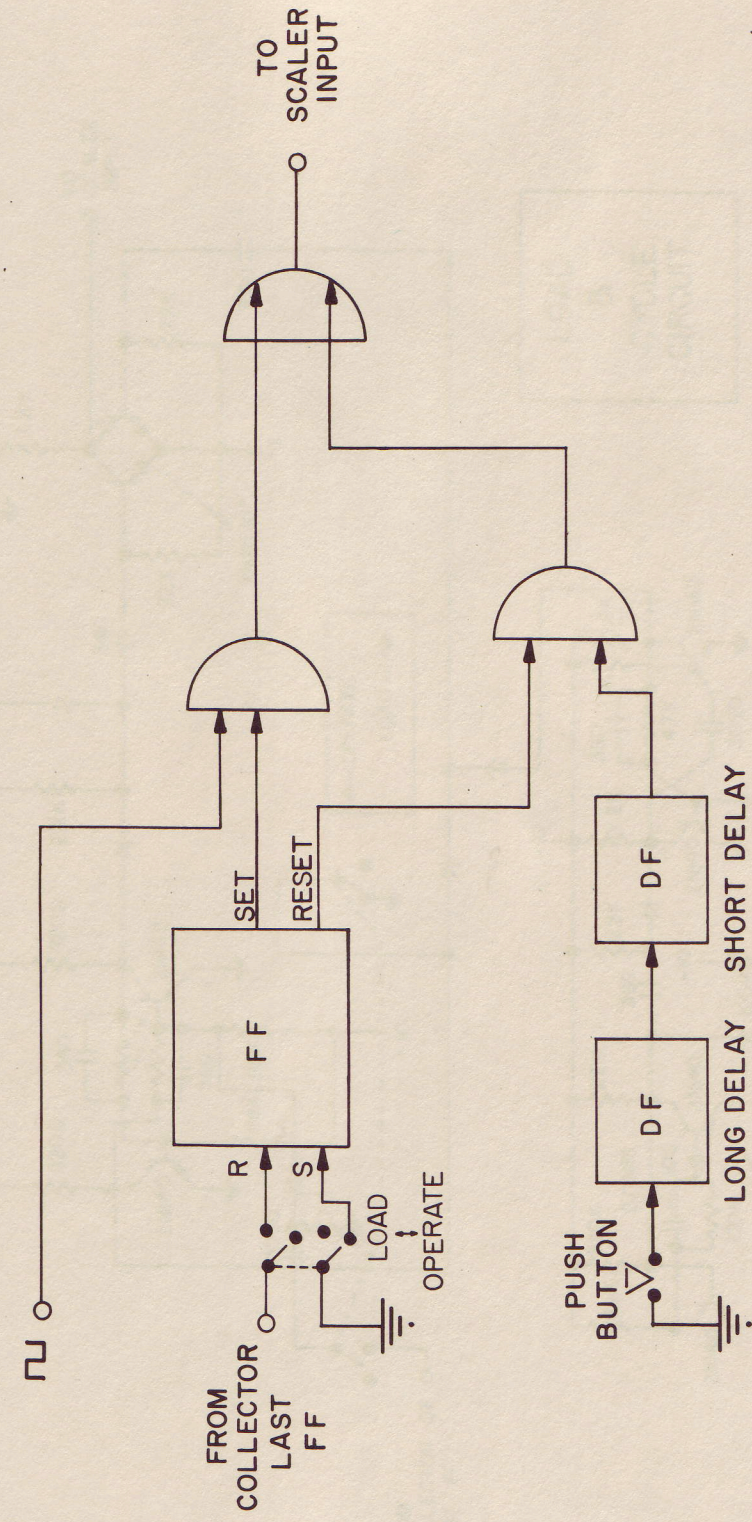 TO
SCALER
INPUT
SET
RESET
FF
R
S
LOAD
OPERATE
FROM
COLLECTOR
LAST
FF
DF
SHORT DELAY
DF
LONG DELAY
PUSH
BUTTON